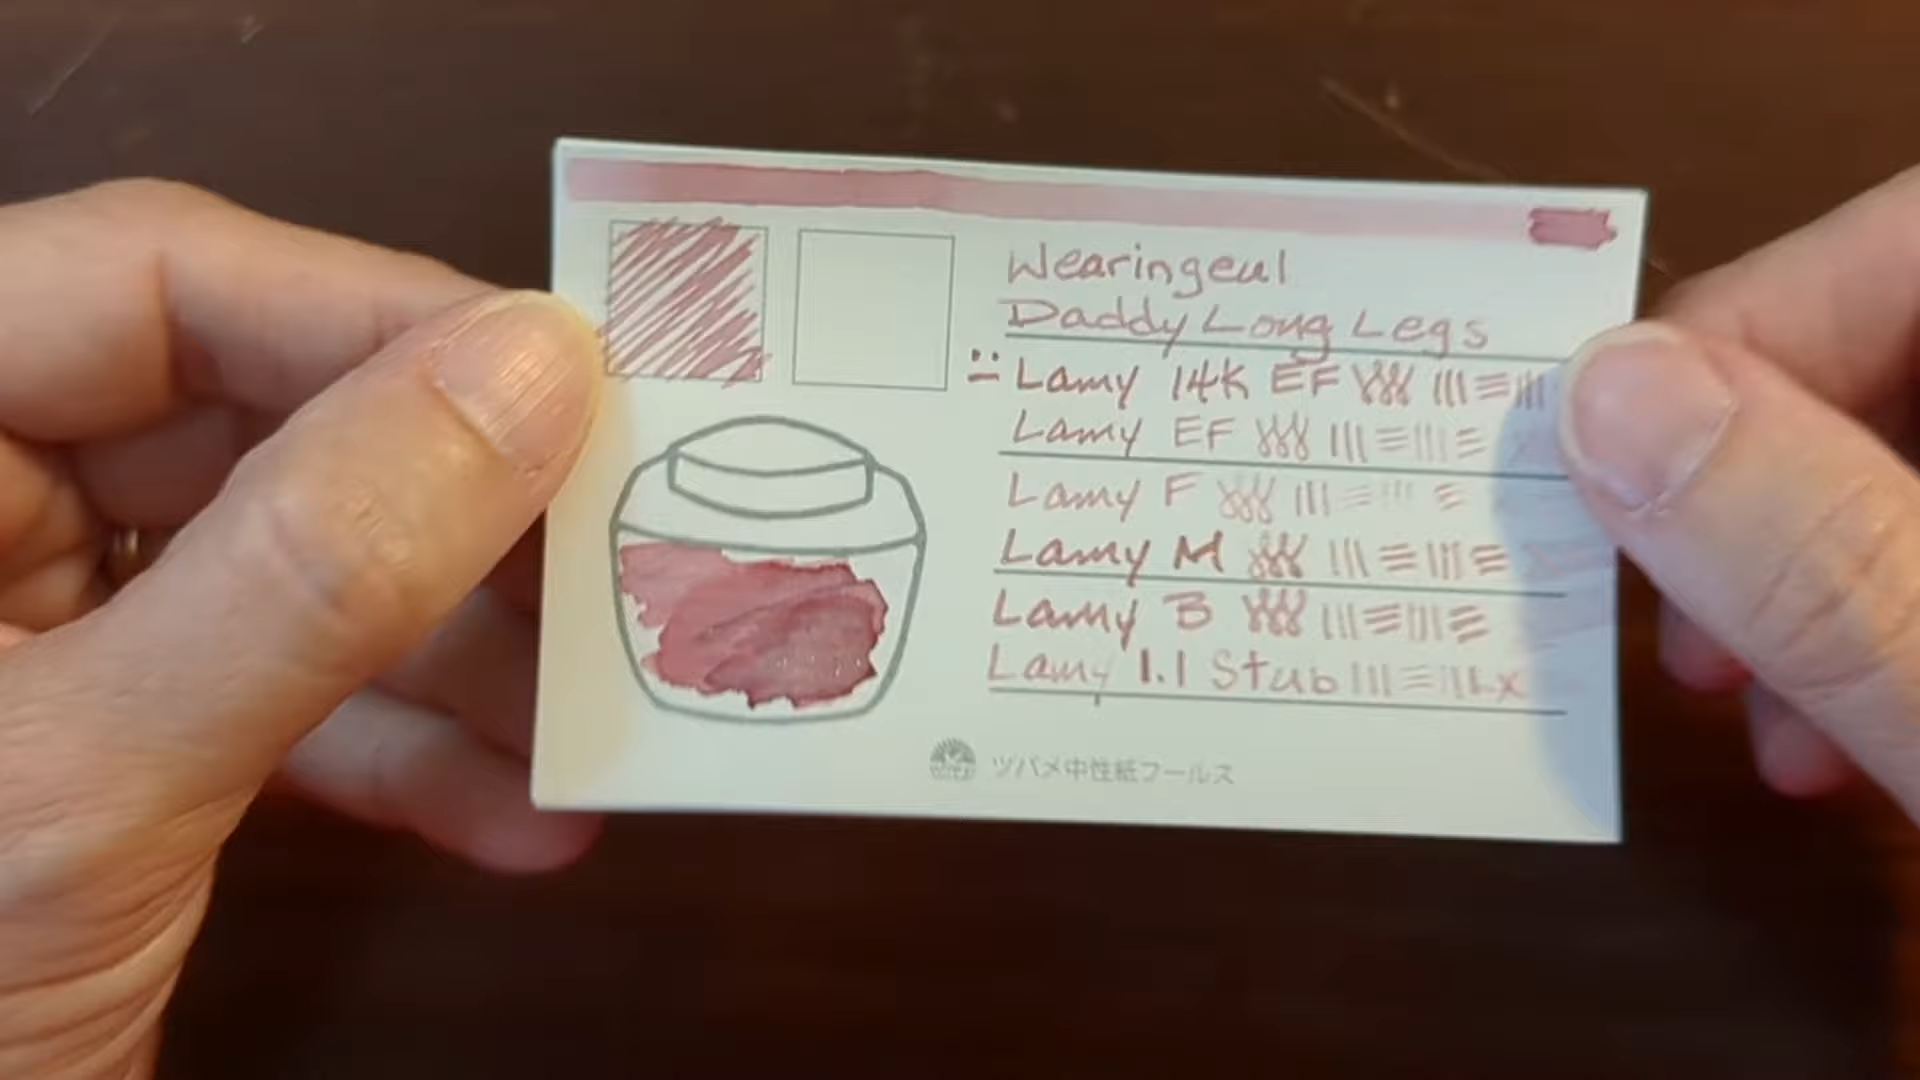 Wearingeul
Daddy Long Legs
Lamy 14K EF
Lamy EF
Lamy F
Lamy M
Lamy B
Lamy 1.1 Stub
ツバメ中性紙フールス